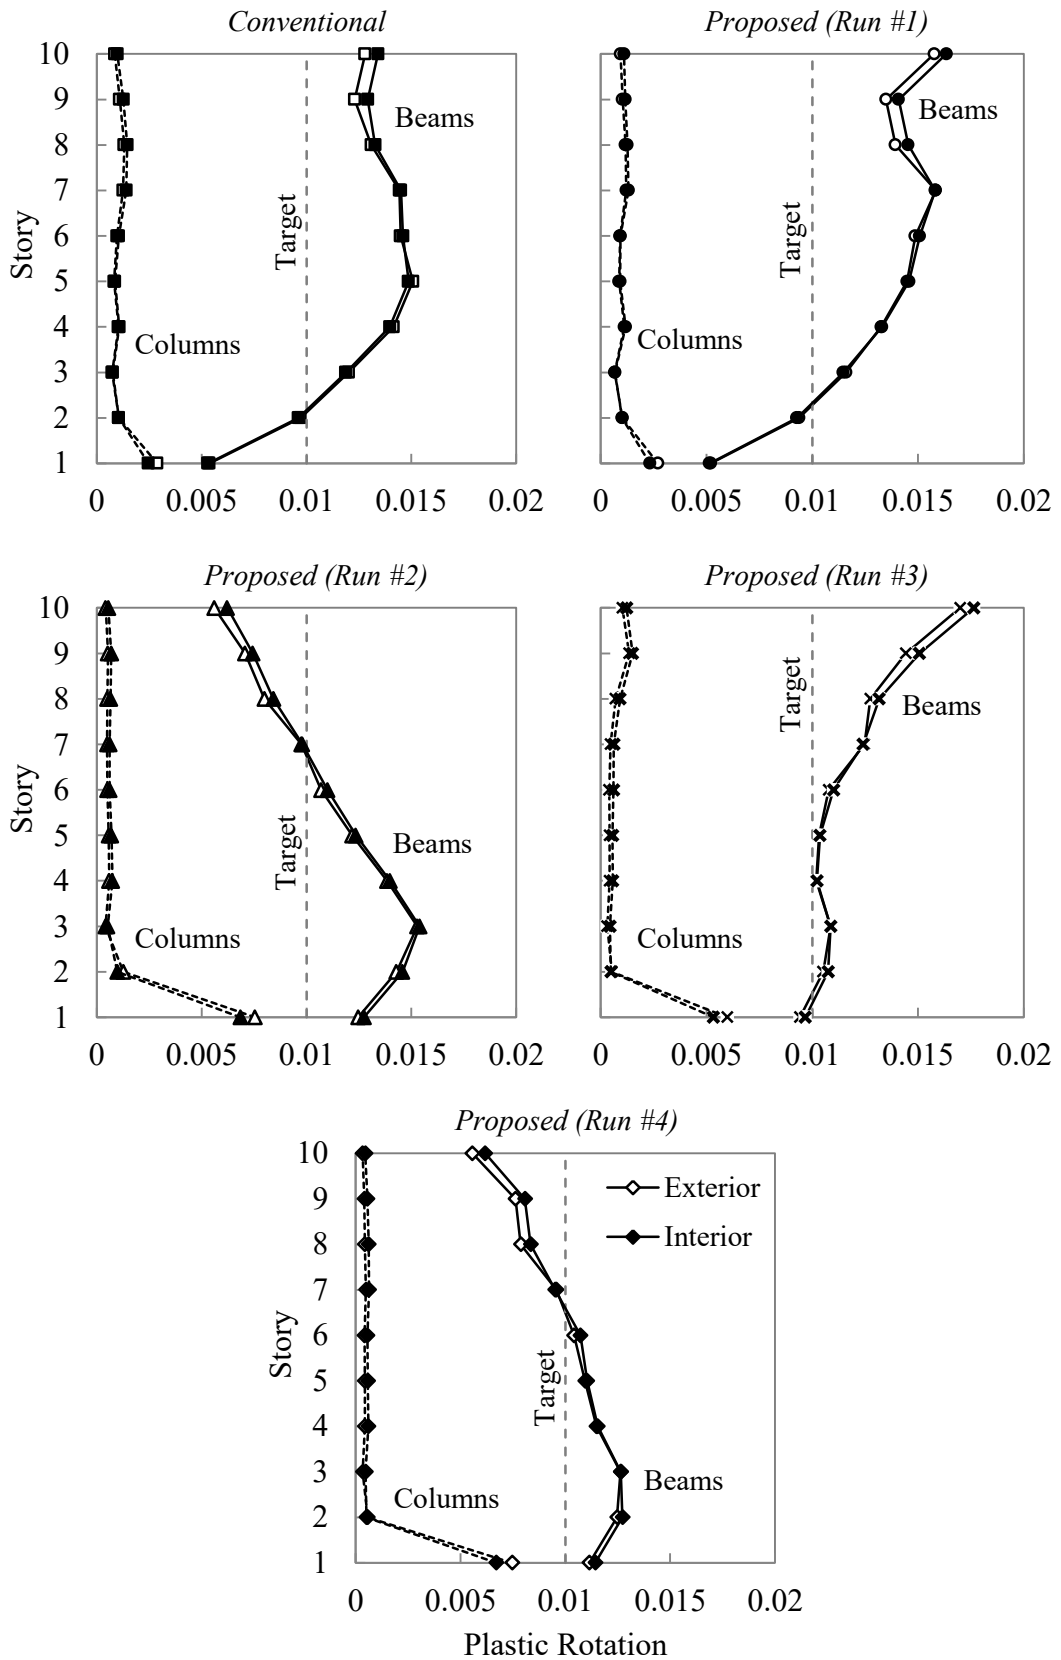 Conventional
Proposed (Run #1)
10
9
8
7
6
5
4
3
2
1
Story
Beams
Target
Columns
0
0.005
0.01
0.015
0.02
10
9
8
7
6
5
4
3
2
1
Beams
Target
Columns
0
0.005
0.01
0.015
0.02
Proposed (Run #2)
Proposed (Run #3)
10
9
8
7
6
5
4
3
2
1
Story
Target
Beams
Columns
0
0.005
0.01
0.015
0.02
10
9
8
7
6
5
4
3
2
1
Target
Beams
Columns
0
0.005
0.01
0.015
0.02
Proposed (Run #4)
10
9
8
7
6
5
4
3
2
1
Story
Exterior
Interior
Target
Beams
Columns
0
0.005
0.01
0.015
0.02
Plastic Rotation